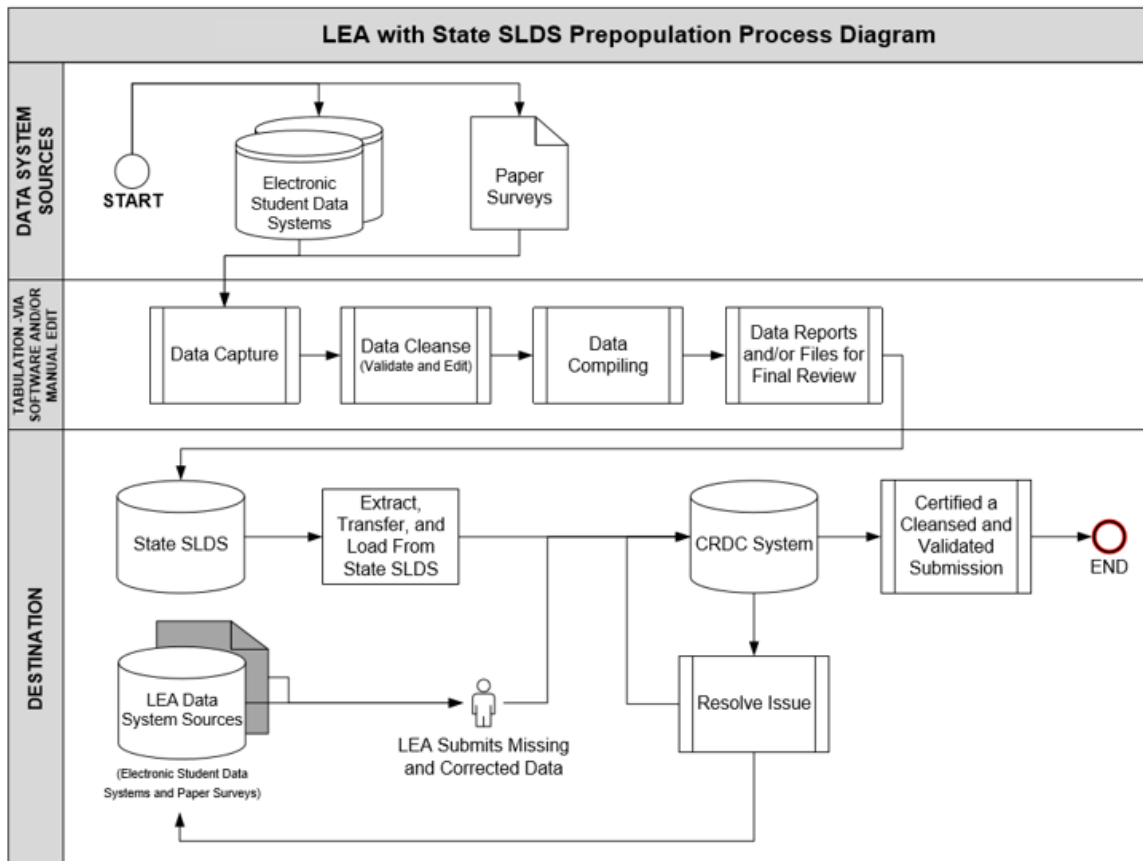 LEA with State SLDS Prepopulation Process Diagram
DATA SYSTEM
SOURCES
START
Electronic
Student Data
Systems
Paper
Surveys
TABULATION -VIA
SOFTWARE AND/OR
MANUAL EDIT
Data Capture
Data Cleanse
(Validate and Edit)
Data
Compiling
Data Reports
and/or Files for
Final Review
DESTINATION
State SLDS
Extract,
Transfer, and
Load From
State SLDS
CRDC System
Certified a
Cleansed and
Validated
Submission
END
LEA Data
System Sources
(Electronic Student Data
Systems and Paper Surveys)
LEA Submits Missing
and Corrected Data
Resolve Issue